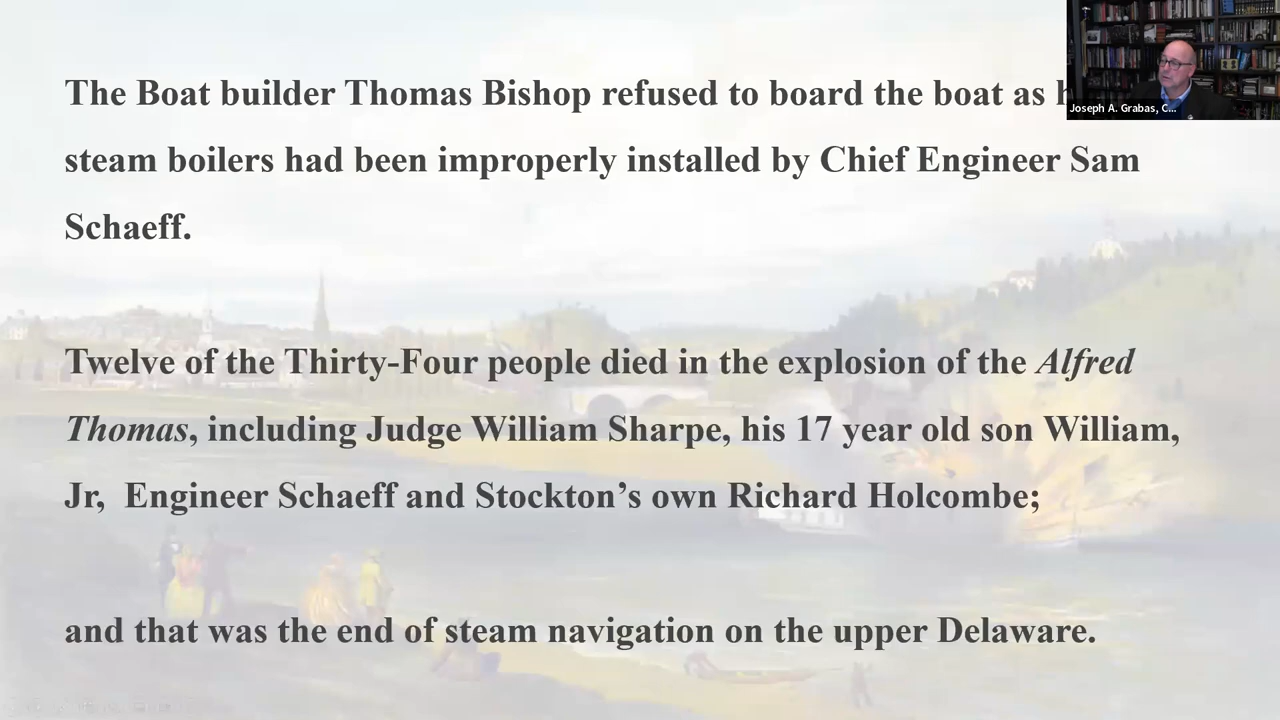 The Boat builder Thomas Bishop refused to board the boat as
Joseph A. Grabas, C...
steam boilers had been improperly installed by Chief Engineer Sam
Schaeff.
Twelve of the Thirty-Four people died in the explosion of the Alfred
Thomas, including Judge William Sharpe, his 17 year old son William,
Jr, Engineer Schaeff and Stockton’s own Richard Holcombe;
and that was the end of steam navigation on the upper Delaware.